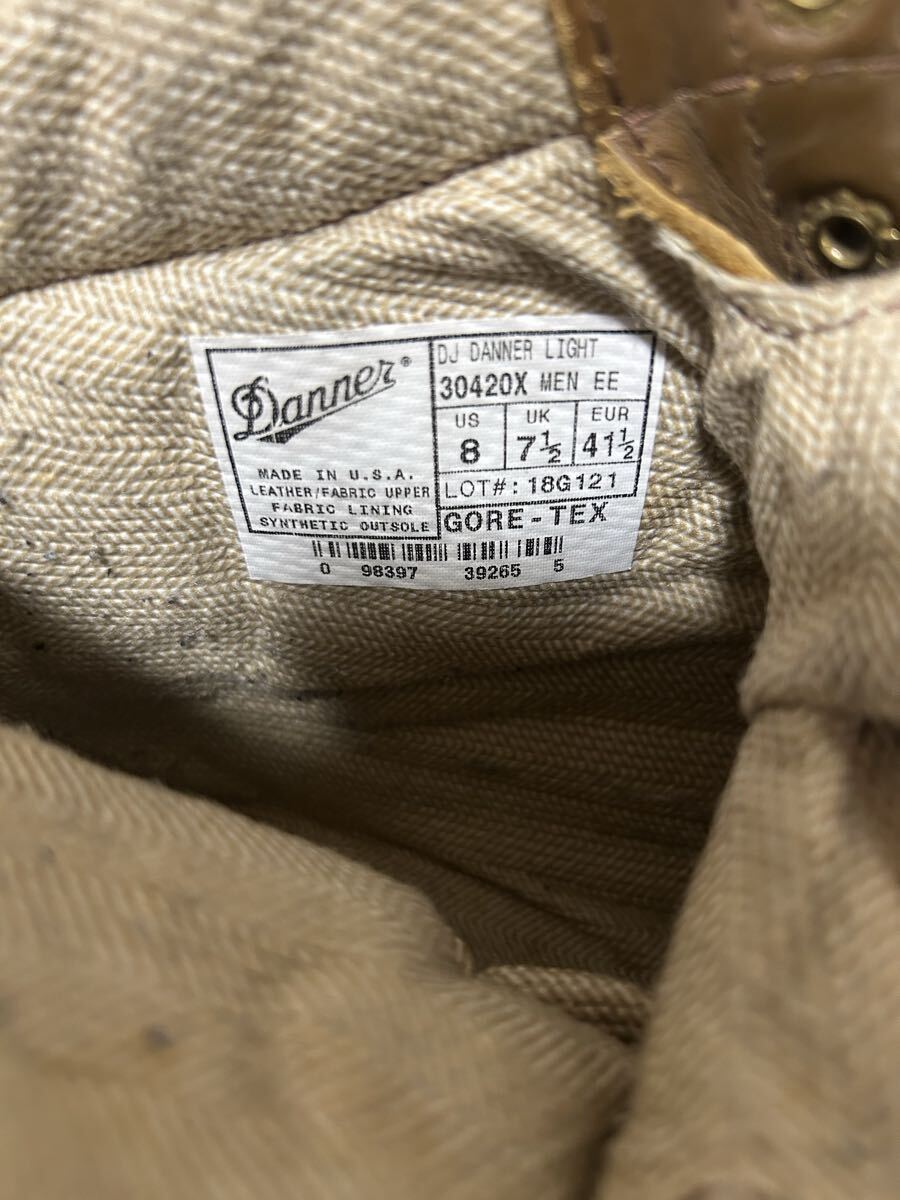 Danner®
MADE IN U.S.A.
LEATHER/FABRIC UPPER
FABRIC LINING
SYNTHETIC OUTSOLE
DJ DANNER LIGHT
30420X MEN EE
US UK EUR
8 7½ 41½
LOT#: 18G121
GORE-TEX
0 98397 39265 5